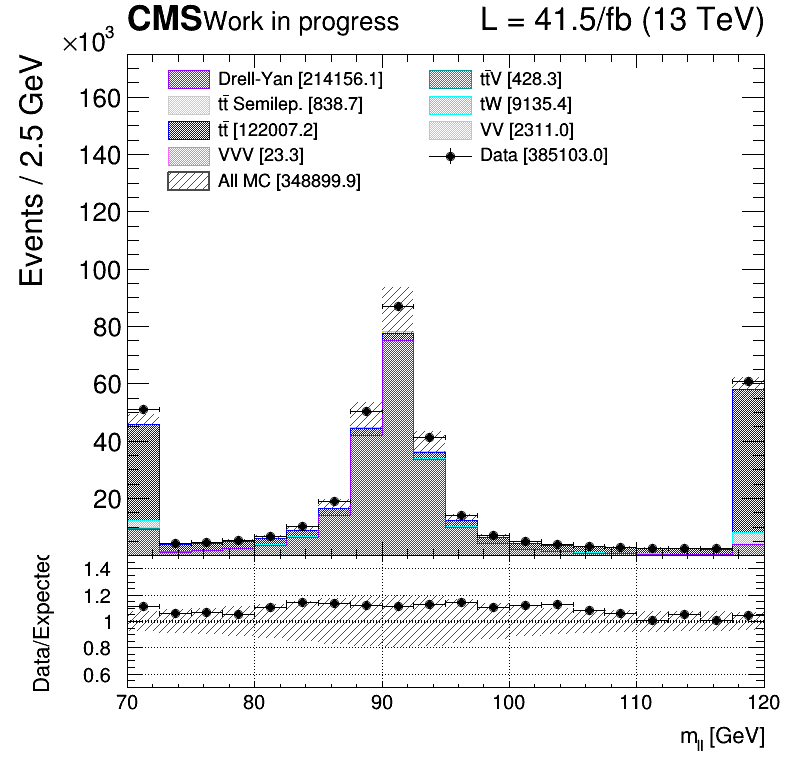 CMS Work in progress L = 41.5/fb (13 TeV)
×10³
Events / 2.5 GeV
Drell-Yan [214156.1]
tt̄ Semilep. [838.7]
tt̄ [122007.2]
VVV [23.3]
All MC [348899.9]
tt̄V [428.3]
tW [9135.4]
VV [2311.0]
Data [385103.0]
160
140
120
100
80
60
40
20
Data/Expected
1.4
1.2
1
0.8
0.6
70 80 90 100 110 120
m_ll [GeV]